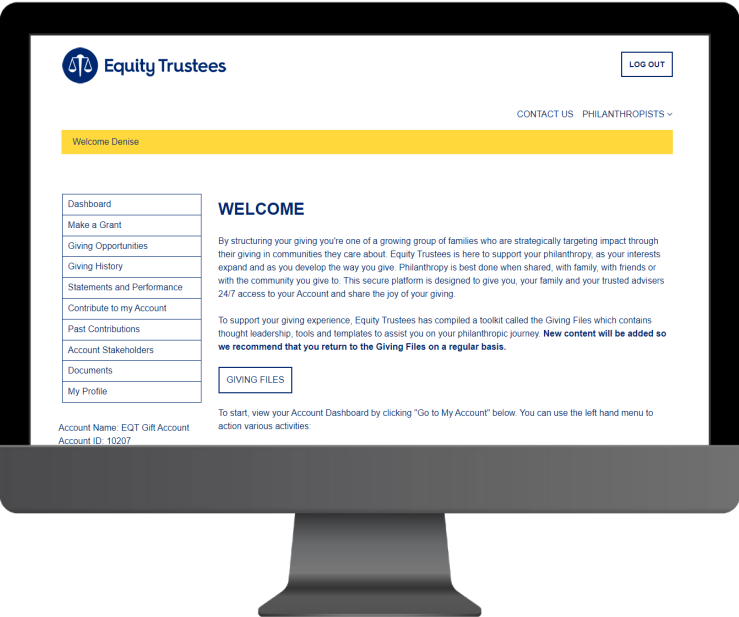 Equity Trustees
LOG OUT
CONTACT US PHILANTHROPISTS
Welcome Denise
Dashboard
Make a Grant
Giving Opportunities
Giving History
Statements and Performance
Contribute to my Account
Past Contributions
Account Stakeholders
Documents
My Profile
Account Name: EQT Gift Account
Account ID: 10207
WELCOME
By structuring your giving you're one of a growing group of families who are strategically targeting impact through
their giving in communities they care about. Equity Trustees is here to support your philanthropy, as your interests
expand and as you develop the way you give. Philanthropy is best done when shared, with family, with friends or
with the community you give to. This secure platform is designed to give you, your family and your trusted advisers
24/7 access to your Account and share the joy of your giving.
To support your giving experience, Equity Trustees has compiled a toolkit called the Giving Files which contains
thought leadership, tools and templates to assist you on your philanthropic journey. New content will be added so
we recommend that you return to the Giving Files on a regular basis.
GIVING FILES
To start, view your Account Dashboard by clicking "Go to My Account" below. You can use the left hand menu to
action various activities: